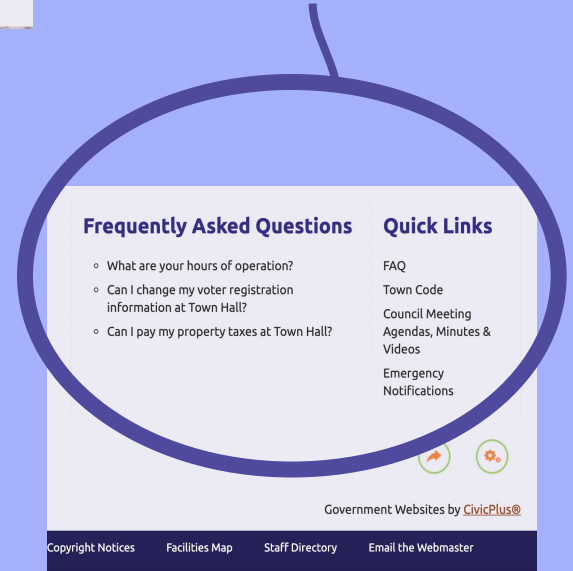 Frequently Asked Questions
What are your hours of operation?
Can I change my voter registration
information at Town Hall?
Can I pay my property taxes at Town Hall?
Quick Links
FAQ
Town Code
Council Meeting
Agendas, Minutes &
Videos
Emergency
Notifications
Government Websites by CivicPlus®
Copyright Notices
Facilities Map
Staff Directory
Email the Webmaster